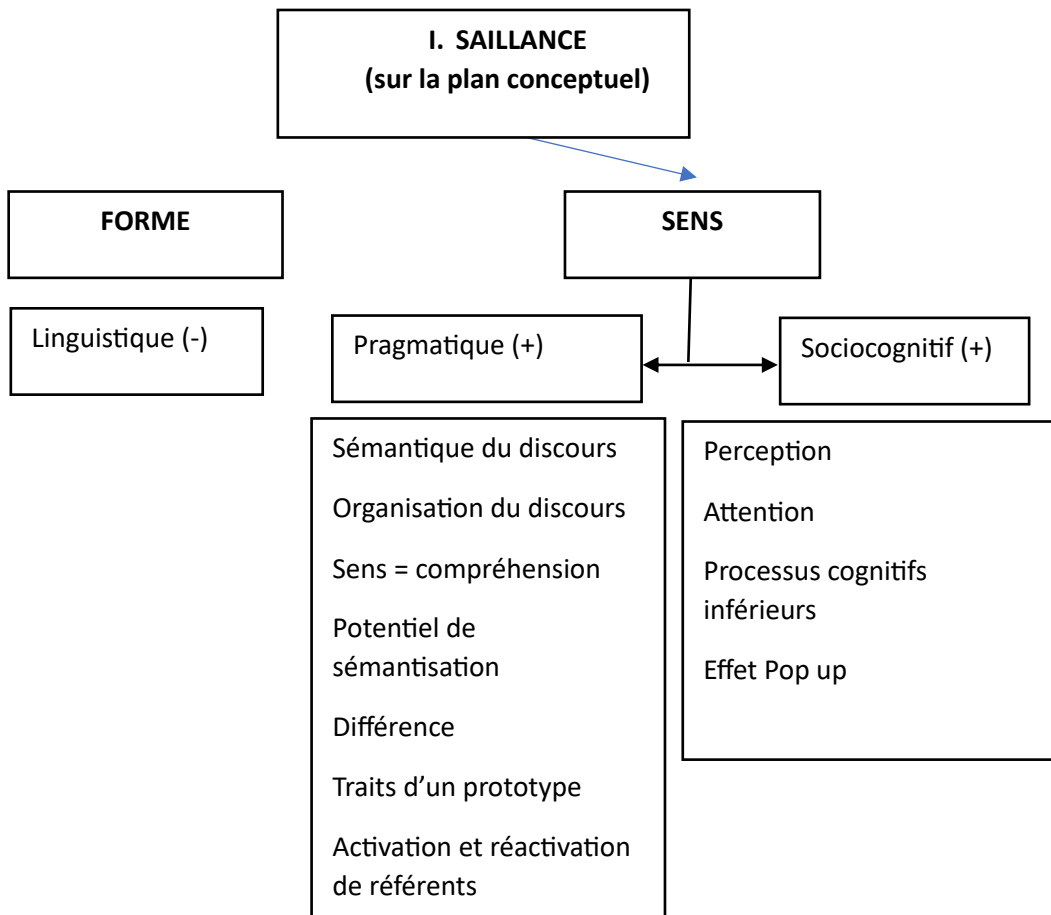 I. SAILLANCE
(sur la plan conceptuel)
FORME
SENS
Linguistique (-)
Pragmatique (+)
Sociocognitif (+)
Sémantique du discours
Organisation du discours
Sens = compréhension
Potentiel de
sémantisation
Différence
Traits d’un prototype
Activation et réactivation
de référents
Perception
Attention
Processus cognitifs
inférieurs
Effet Pop up